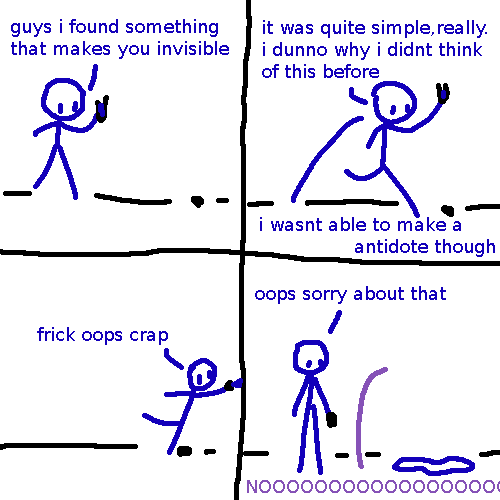 guys i found something
that makes you invisible
it was quite simple,really.
i dunno why i didnt think
of this before
i wasnt able to make a
antidote though
frick oops crap
oops sorry about that
NOOOOOOOOOOOOOOOOO